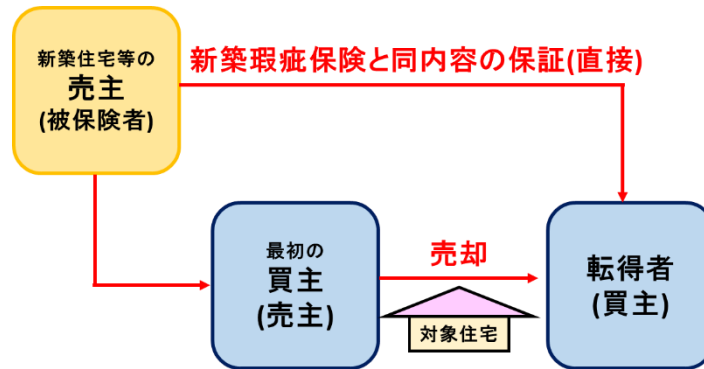 新築住宅等の
売主
(被保険者)
新築瑕疵保険と同内容の保証(直接)
最初の
買主
(売主)
売却
対象住宅
転得者
(買主)